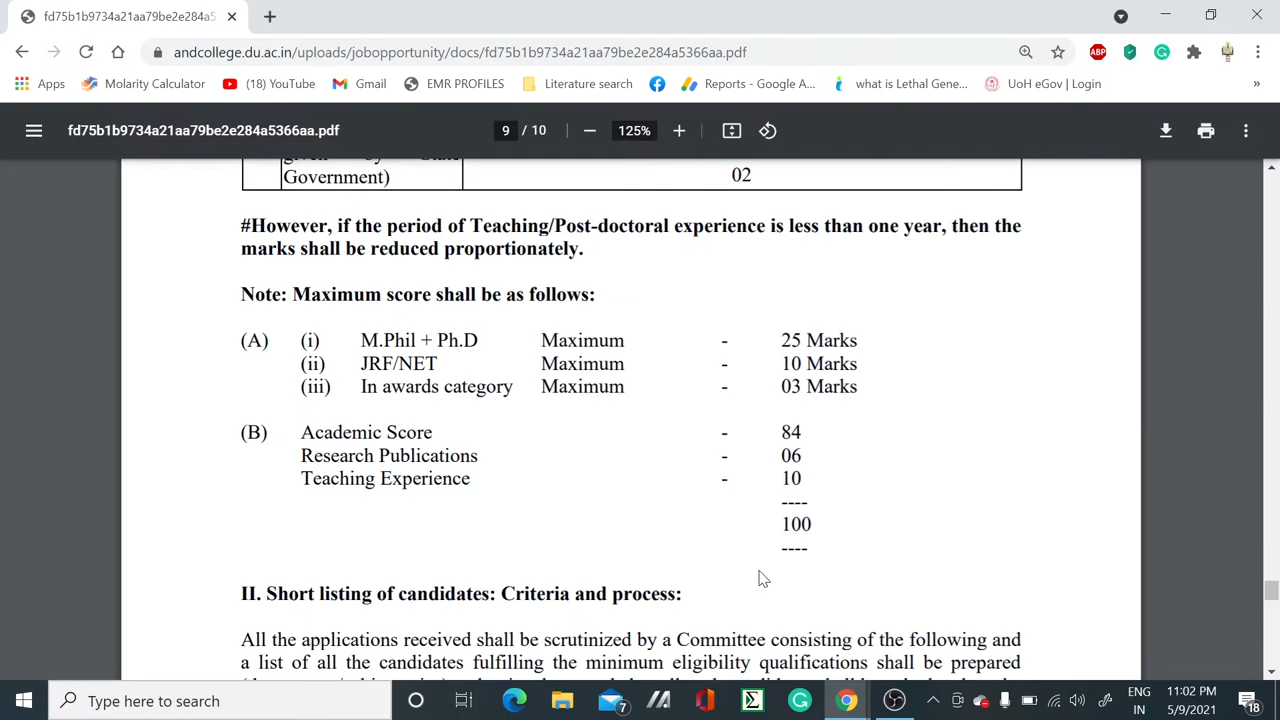 fd75b1b9734a21aa79be2e284a5
andcollege.du.ac.in/uploads/jobopportunity/docs/fd75b1b9734a21aa79be2e284a5366aa.pdf
ABP
Apps
Molarity Calculator
(18) YouTube
Gmail
EMR PROFILES
Literature search
Reports - Google A...
what is Lethal Gene...
UoH eGov | Login
»
fd75b1b9734a21aa79be2e284a5366aa.pdf
9 / 10
125%
given by State
Government)
02
#However, if the period of Teaching/Post-doctoral experience is less than one year, then the
marks shall be reduced proportionately.
Note: Maximum score shall be as follows:
(A) (i) M.Phil + Ph.D Maximum - 25 Marks
(ii) JRF/NET Maximum - 10 Marks
(iii) In awards category Maximum - 03 Marks
(B) Academic Score - 84
Research Publications - 06
Teaching Experience - 10
----
100
----
II. Short listing of candidates: Criteria and process:
All the applications received shall be scrutinized by a Committee consisting of the following and
a list of all the candidates fulfilling the minimum eligibility qualifications shall be prepared
Type here to search
7
ENG
IN
11:02 PM
5/9/2021
18